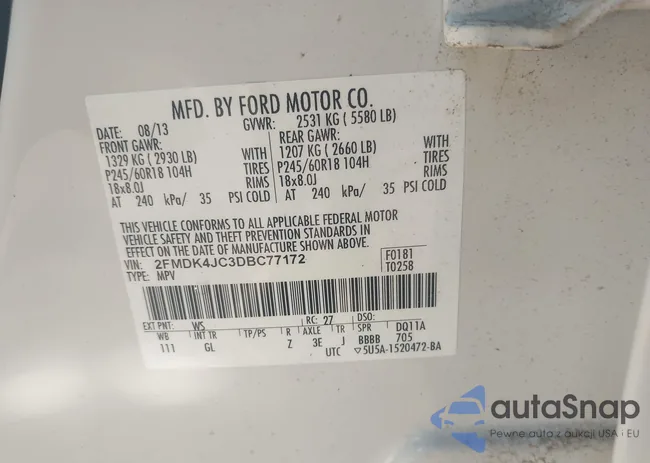 MFD. BY FORD MOTOR CO.
DATE: 08/13 GVWR: 2531 KG ( 5580 LB)
FRONT GAWR: REAR GAWR:
1329 KG ( 2930 LB) WITH 1207 KG ( 2660 LB) WITH
P245/60R18 104H TIRES P245/60R18 104H TIRES
18x8.0J RIMS 18x8.0J RIMS
AT 240 kPa/ 35 PSI COLD AT 240 kPa/ 35 PSI COLD
THIS VEHICLE CONFORMS TO ALL APPLICABLE FEDERAL MOTOR
VEHICLE SAFETY AND THEFT PREVENTION STANDARDS IN
EFFECT ON THE DATE OF MANUFACTURE SHOWN ABOVE.
VIN: 2FMDK4JC3DBC77172 F0181
TYPE: MPV T0258
EXT PNT: WS RC: 27 DSO:
WB INT TR TP/PS R AXLE TR SPR DQ11A
111 GL Z 3E J BBBB 705
UTC ▽5U5A-1520472-BA
autaSnap
Pewne auto z aukcji USA i EU